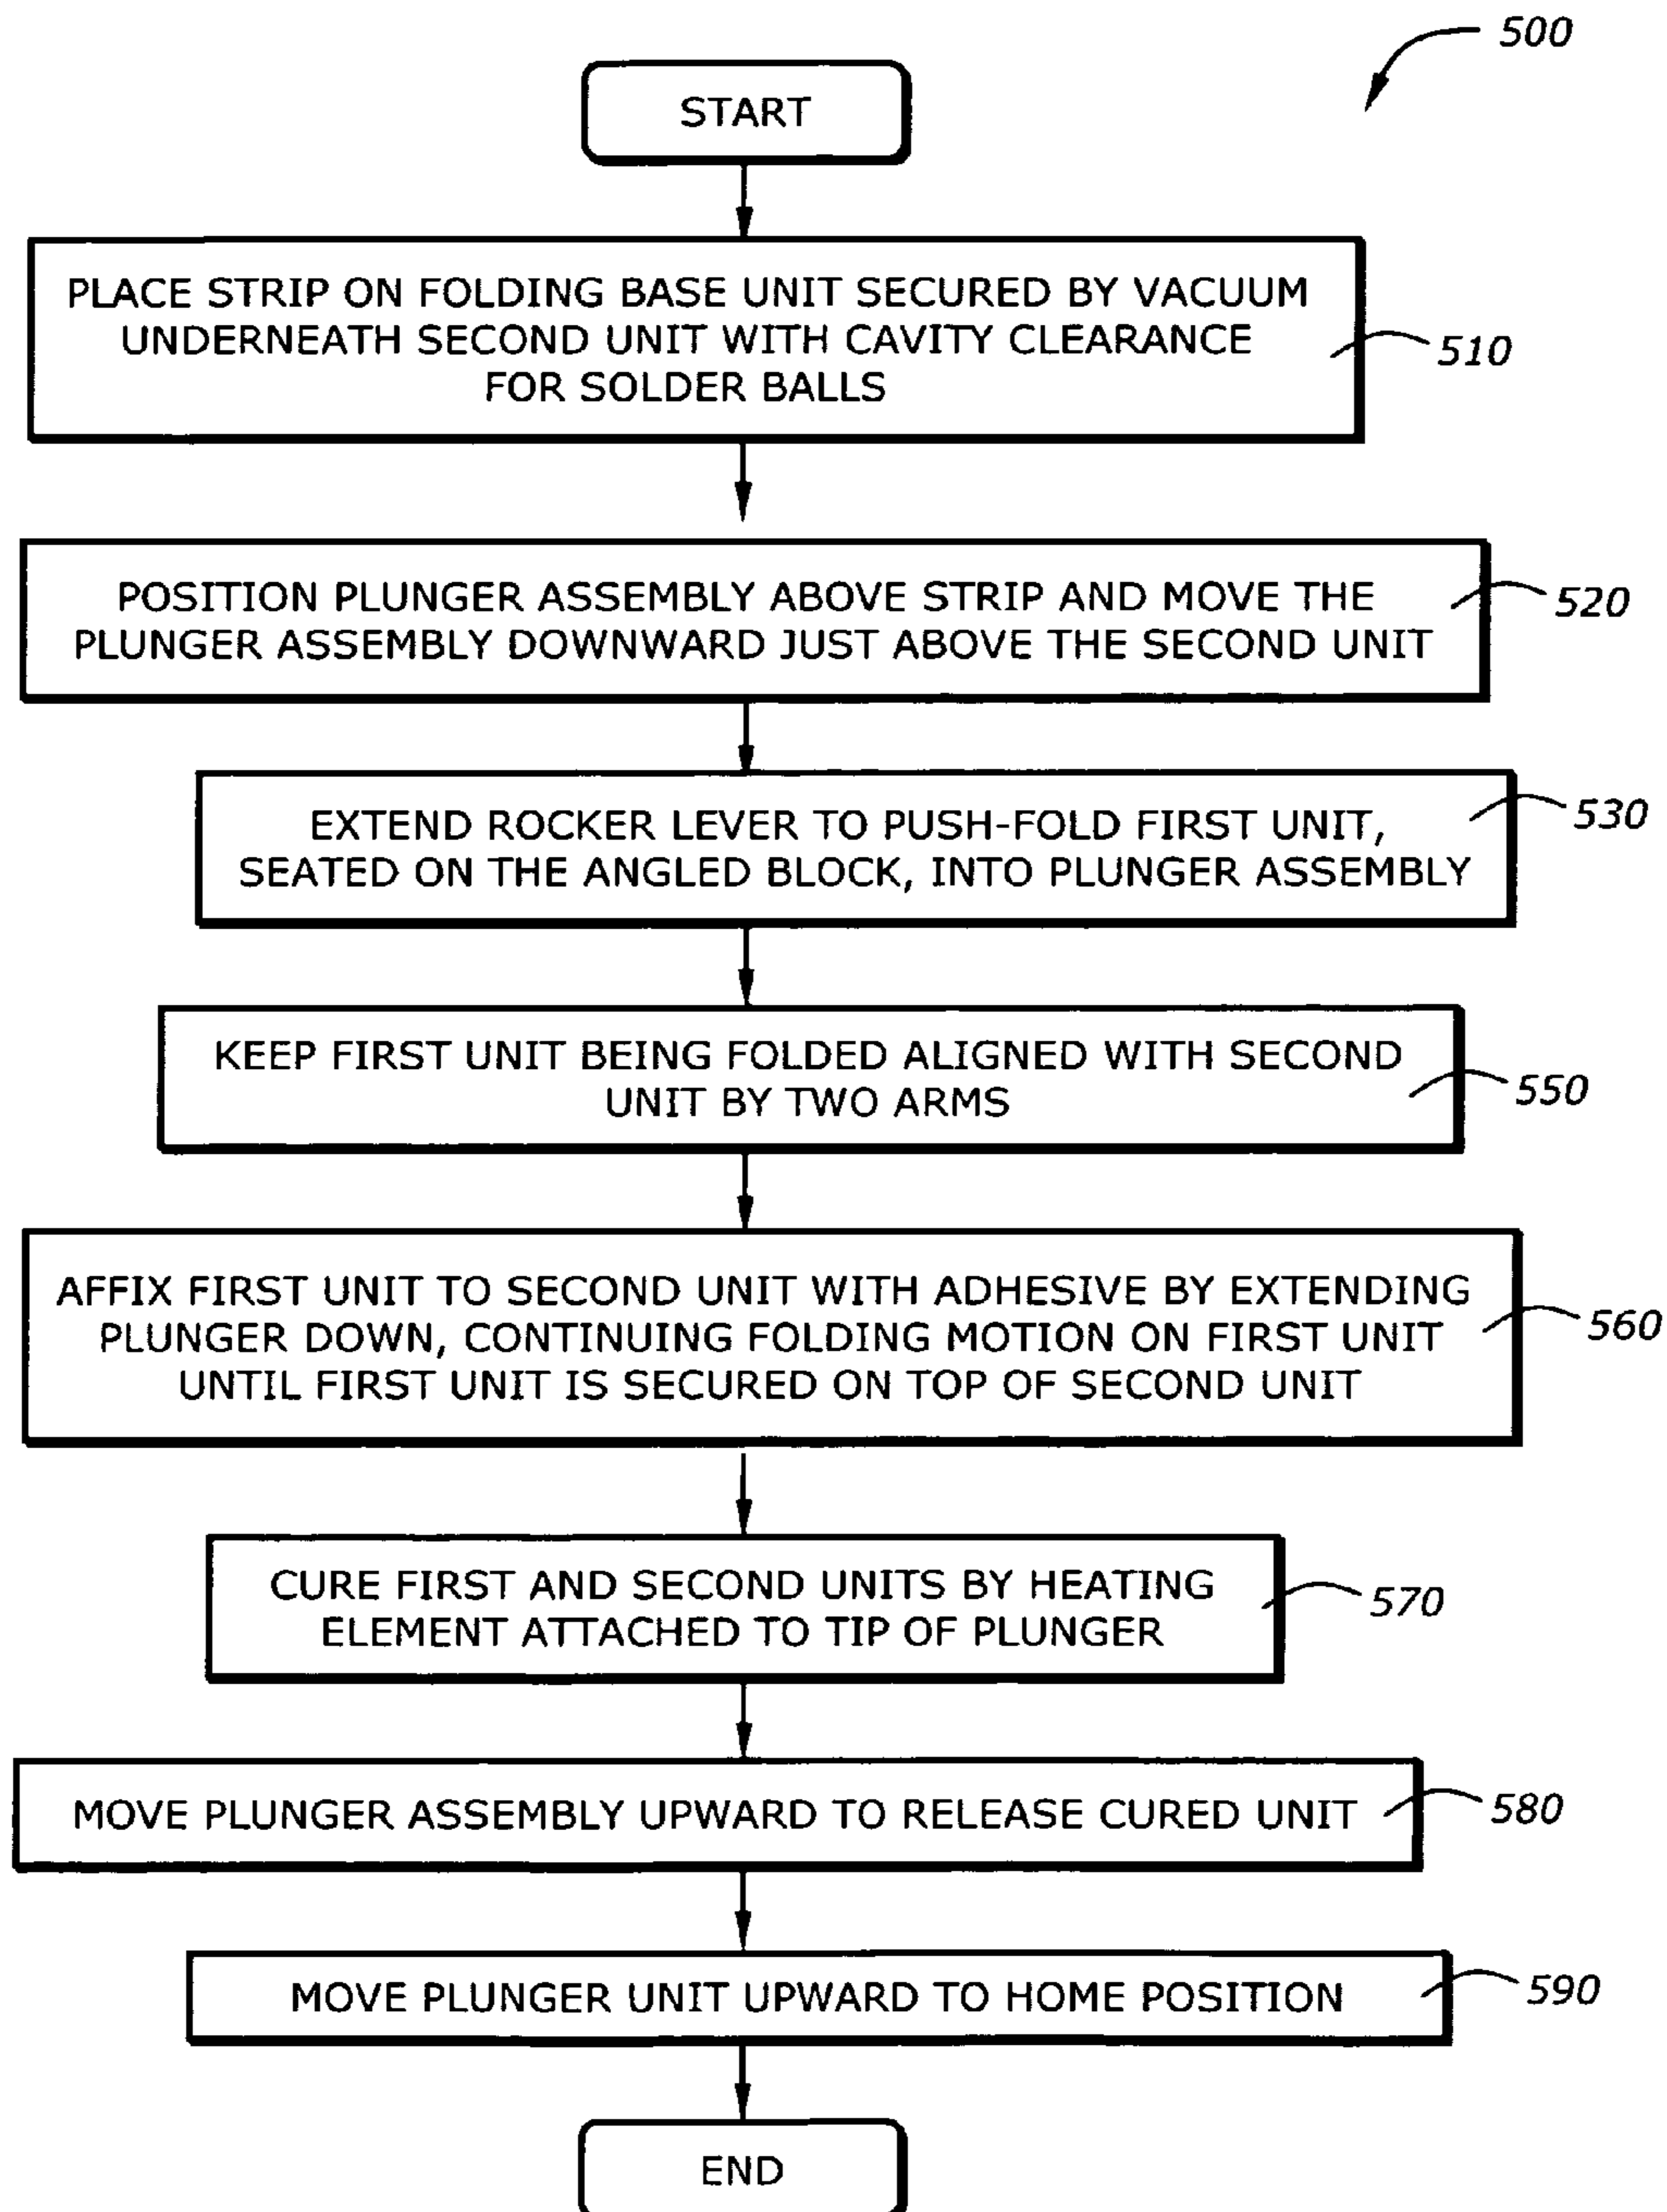 500
START
PLACE STRIP ON FOLDING BASE UNIT SECURED BY VACUUM
UNDERNEATH SECOND UNIT WITH CAVITY CLEARANCE
FOR SOLDER BALLS
510
POSITION PLUNGER ASSEMBLY ABOVE STRIP AND MOVE THE
PLUNGER ASSEMBLY DOWNWARD JUST ABOVE THE SECOND UNIT
520
EXTEND ROCKER LEVER TO PUSH-FOLD FIRST UNIT,
SEATED ON THE ANGLED BLOCK, INTO PLUNGER ASSEMBLY
530
KEEP FIRST UNIT BEING FOLDED ALIGNED WITH SECOND
UNIT BY TWO ARMS
550
AFFIX FIRST UNIT TO SECOND UNIT WITH ADHESIVE BY EXTENDING
PLUNGER DOWN, CONTINUING FOLDING MOTION ON FIRST UNIT
UNTIL FIRST UNIT IS SECURED ON TOP OF SECOND UNIT
560
CURE FIRST AND SECOND UNITS BY HEATING
ELEMENT ATTACHED TO TIP OF PLUNGER
570
MOVE PLUNGER ASSEMBLY UPWARD TO RELEASE CURED UNIT
580
MOVE PLUNGER UNIT UPWARD TO HOME POSITION
590
END